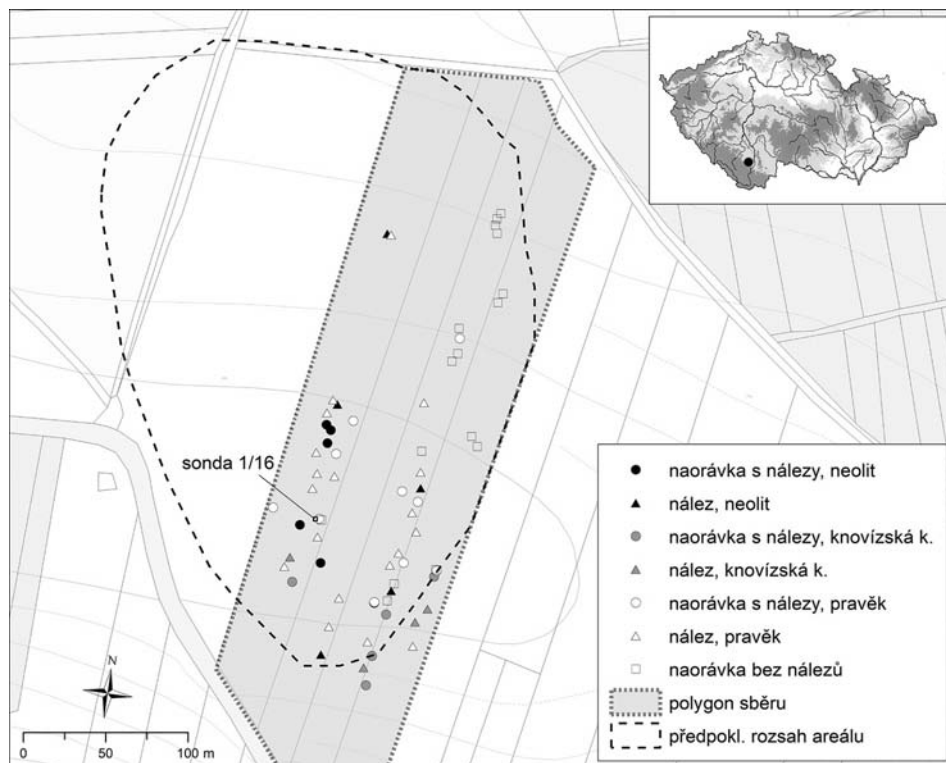 sonda 1/16
naorávka s nálezy, neolit
nález, neolit
naorávka s nálezy, knovízská k.
nález, knovízská k.
naorávka s nálezy, pravěk
nález, pravěk
naorávka bez nálezů
polygon sběru
předpokl. rozsah areálu
N
0 50 100 m